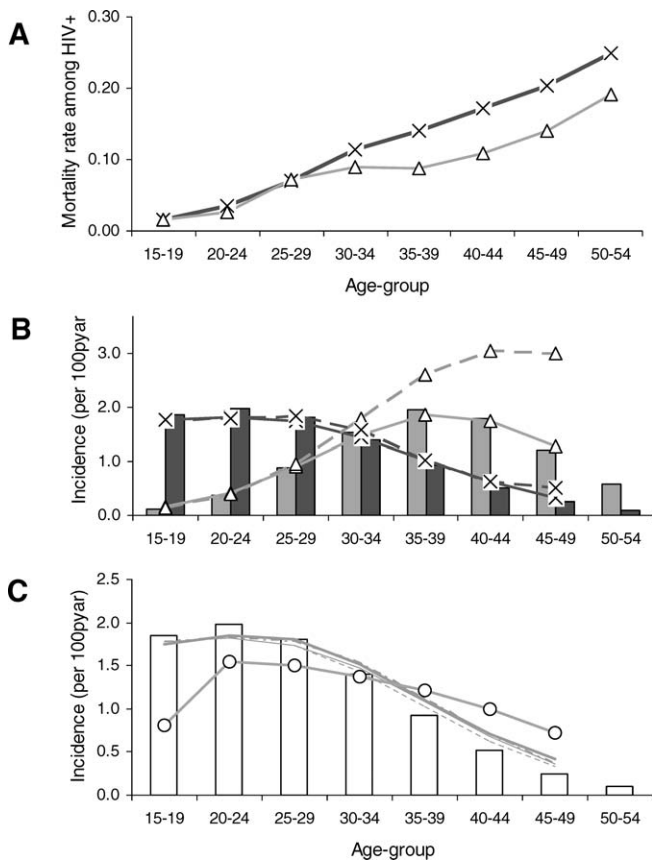 A
Mortality rate among HIV+
0.30
0.20
0.10
0.00
15-19 20-24 25-29 30-34 35-39 40-44 45-49 50-54
Age-group
B
Incidence (per 100pyar
3.0
2.0
1.0
0.0
15-19 20-24 25-29 30-34 35-39 40-44 45-49 50-54
C
Incidence (per 100pyar)
2.5
2.0
1.5
1.0
0.5
0.0
15-19 20-24 25-29 30-34 35-39 40-44 45-49 50-54
Age-group